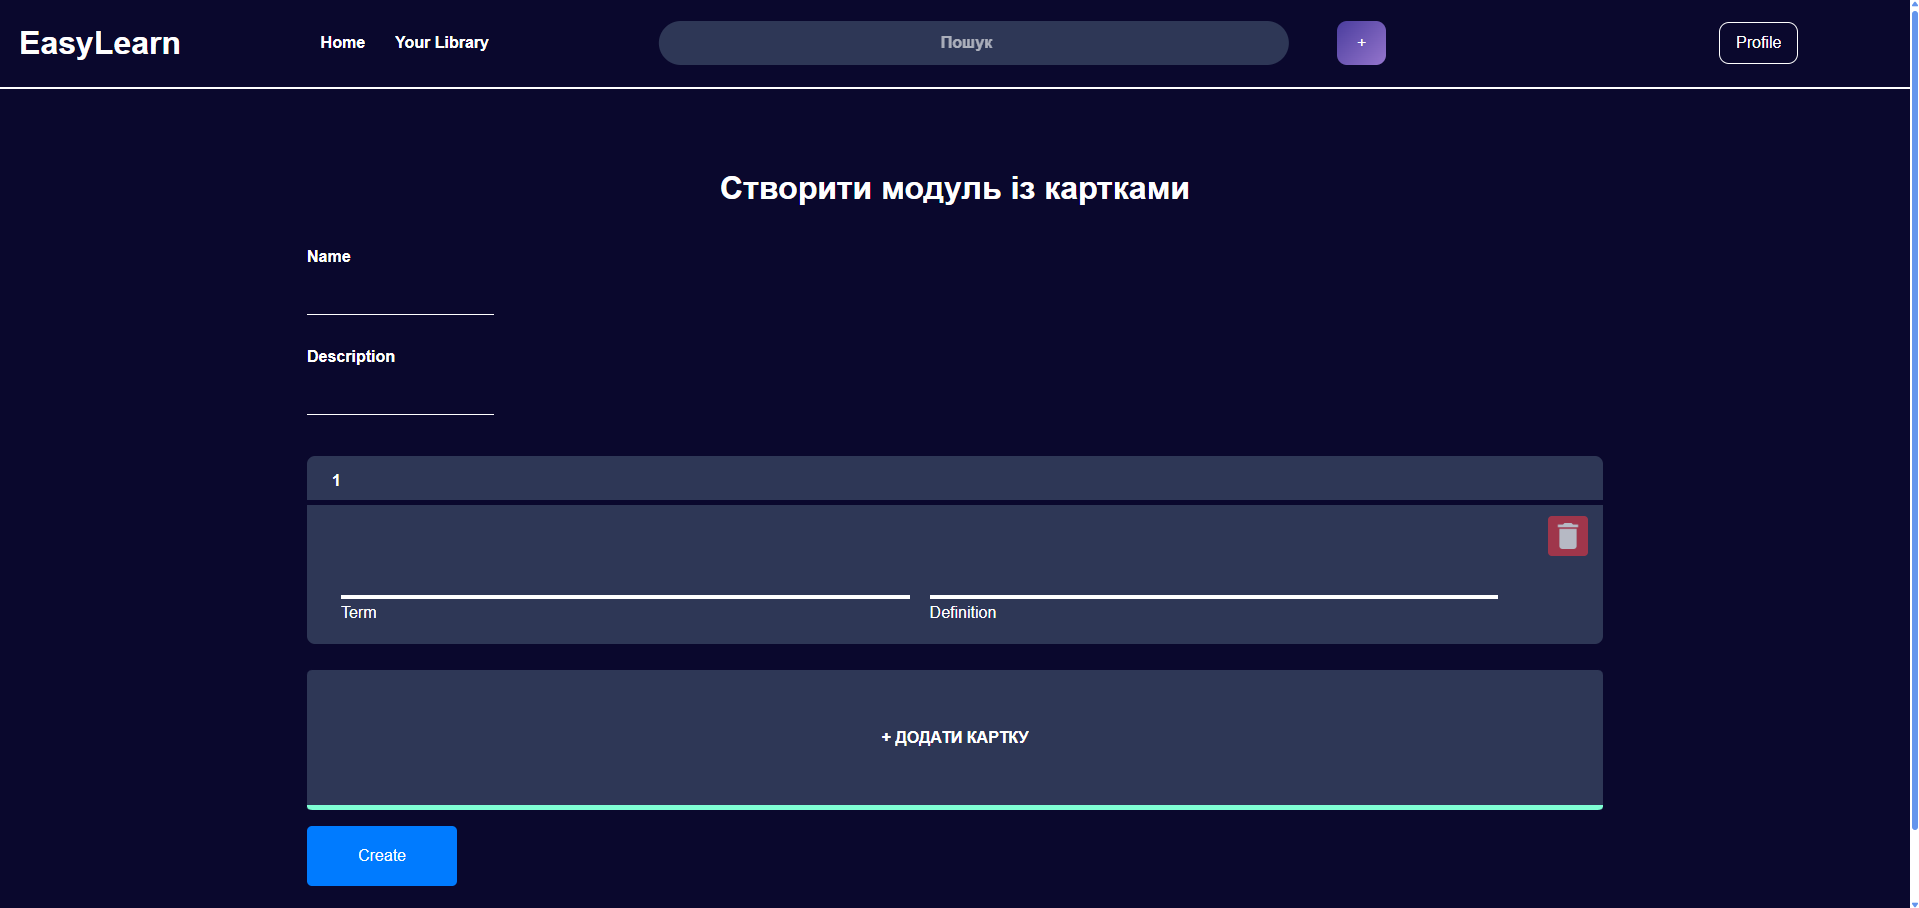 EasyLearn
Home
Your Library
Пошук
+
Profile
Створити модуль із картками
Name
Description
1
Term
Definition
+ ДОДАТИ КАРТКУ
Create